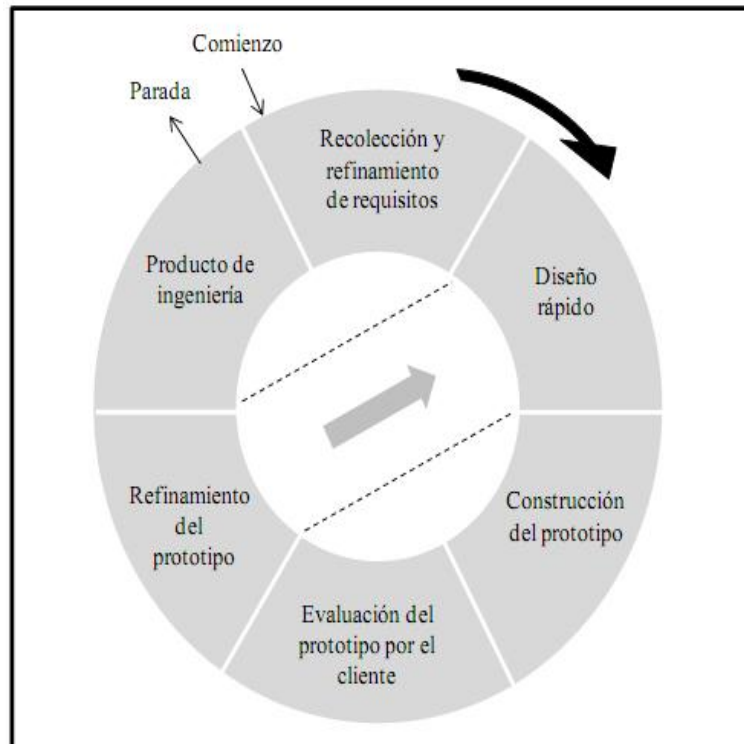 Comienzo
Parada
Recolección y
refinamiento
de requisitos
Diseño
rápido
Construcción
del prototipo
Evaluación del
prototipo por el
cliente
Refinamiento
del
prototipo
Producto de
ingeniería